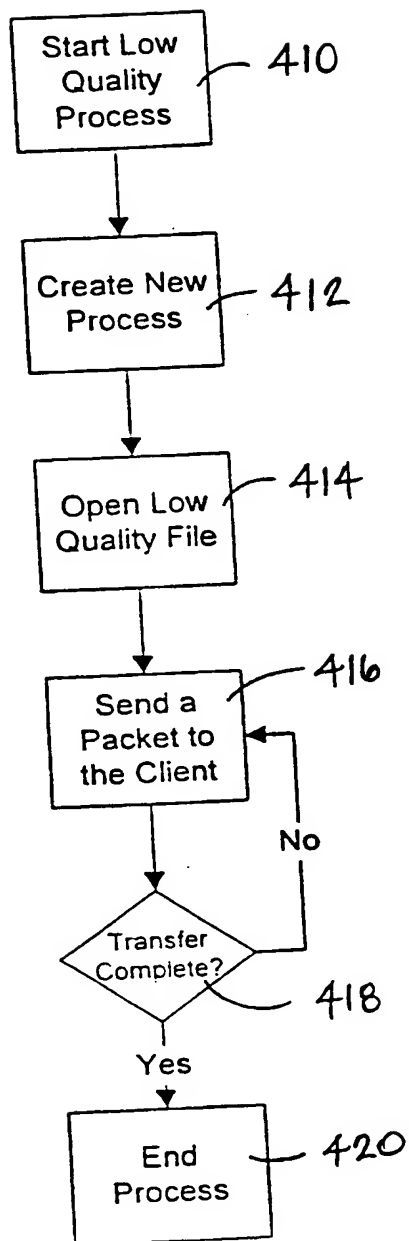 Start Low
Quality
Process
410
Create New
Process
412
Open Low
Quality File
414
Send a
Packet to
the Client
416
No
Transfer
Complete?
418
Yes
End
Process
420